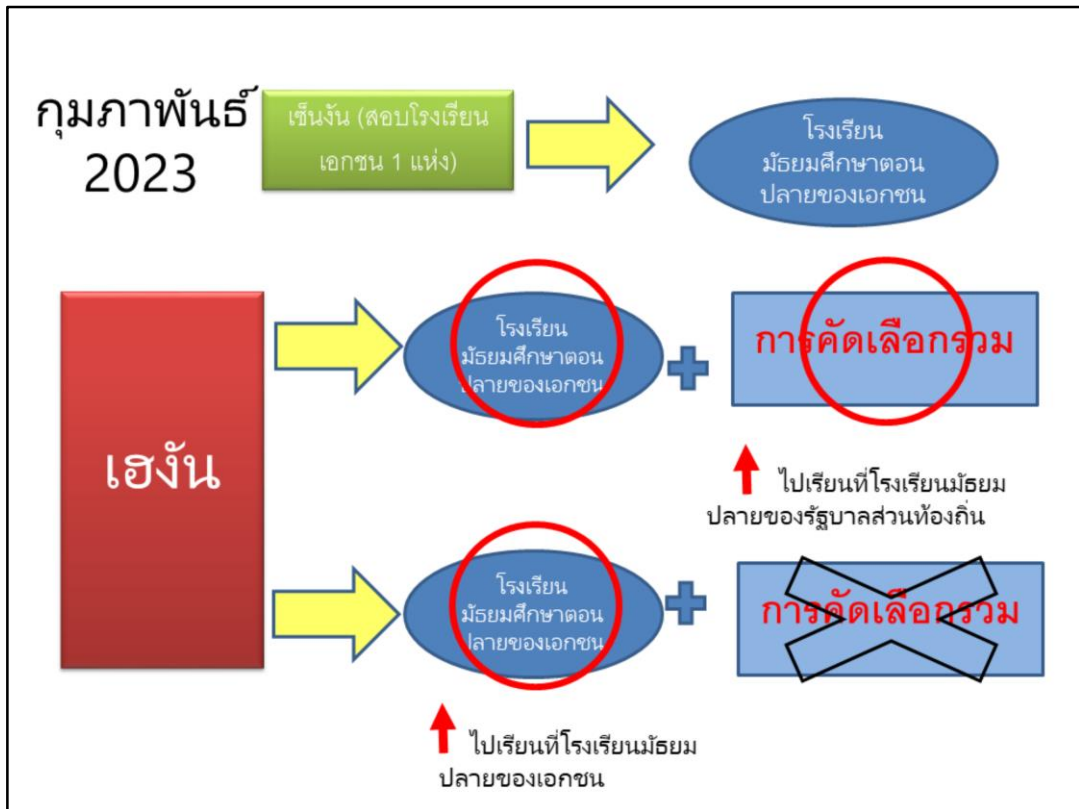 กุมภาพันธ์
2023
เซ็นงัน (สอบโรงเรียน
เอกชน 1 แห่ง)
โรงเรียน
มัธยมศึกษาตอน
ปลายของเอกชน
เฮงัน
โรงเรียน
มัธยมศึกษาตอน
ปลายของเอกชน
การคัดเลือกรวม
ไปเรียนที่โรงเรียนมัธยม
ปลายของรัฐบาลส่วนท้องถิ่น
โรงเรียน
มัธยมศึกษาตอน
ปลายของเอกชน
การคัดเลือกรวม
ไปเรียนที่โรงเรียนมัธยม
ปลายของเอกชน